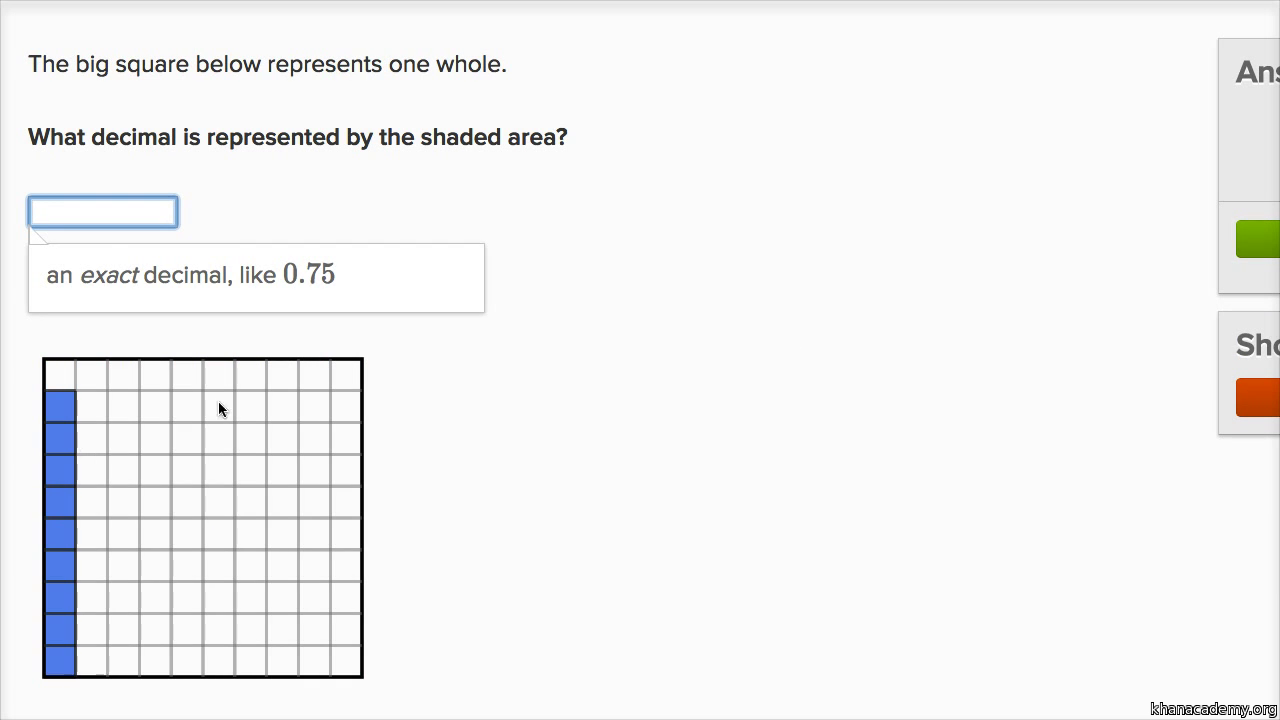 The big square below represents one whole.
Ans
What decimal is represented by the shaded area?
an exact decimal, like 0.75
Sho
khanacademy.org